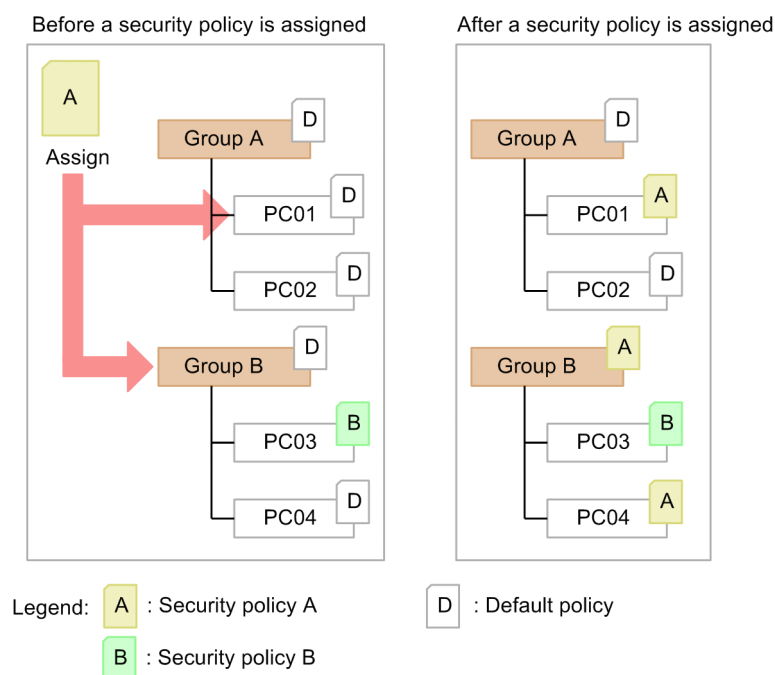 Before a security policy is assigned
A
Assign
Group A
D
PC01
D
PC02
D
Group B
D
PC03
B
PC04
D
After a security policy is assigned
Group A
D
PC01
A
PC02
D
Group B
A
PC03
B
PC04
A
Legend:
A : Security policy A
D : Default policy
B : Security policy B